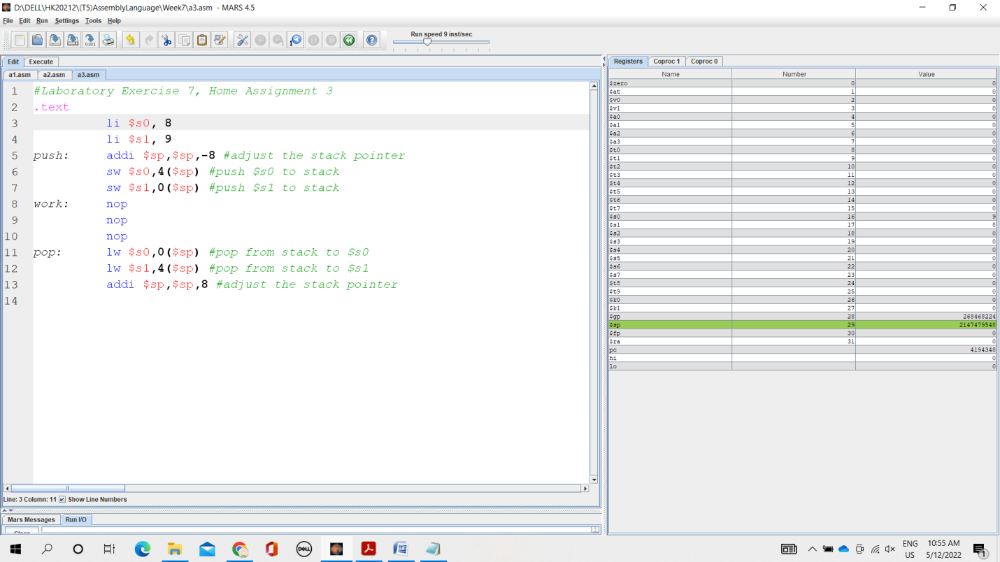 D:\DELL\HK20212\(T5)AssemblyLanguage\Week7\a3.asm - MARS 4.5
File Edit Run Settings Tools Help
Run speed 9 inst/sec
Edit Execute
a1.asm a2.asm a3.asm
1 #Laboratory Exercise 7, Home Assignment 3
2 .text
3 li $s0, 8
4 li $s1, 9
5 push: addi $sp,$sp,-8 #adjust the stack pointer
6 sw $s0,4($sp) #push $s0 to stack
7 sw $s1,0($sp) #push $s1 to stack
8 work: nop
9 nop
10 nop
11 pop: lw $s0,0($sp) #pop from stack to $s0
12 lw $s1,4($sp) #pop from stack to $s1
13 addi $sp,$sp,8 #adjust the stack pointer
14
Line: 3 Column: 11 Show Line Numbers
Mars Messages Run I/O
Clear
Registers Coproc 1 Coproc 0
Name Number Value
$zero 0 0
$at 1 0
$v0 2 0
$v1 3 0
$a0 4 0
$a1 5 0
$a2 6 0
$a3 7 0
$t0 8 0
$t1 9 0
$t2 10 0
$t3 11 0
$t4 12 0
$t5 13 0
$t6 14 0
$t7 15 0
$s0 16 9
$s1 17 8
$s2 18 0
$s3 19 0
$s4 20 0
$s5 21 0
$s6 22 0
$s7 23 0
$t8 24 0
$t9 25 0
$k0 26 0
$k1 27 0
$gp 28 268468224
$sp 29 2147479548
$fp 30 0
$ra 31 0
pc 4194348
hi 0
lo 0
DELL
ENG
US
10:55 AM
5/12/2022
1